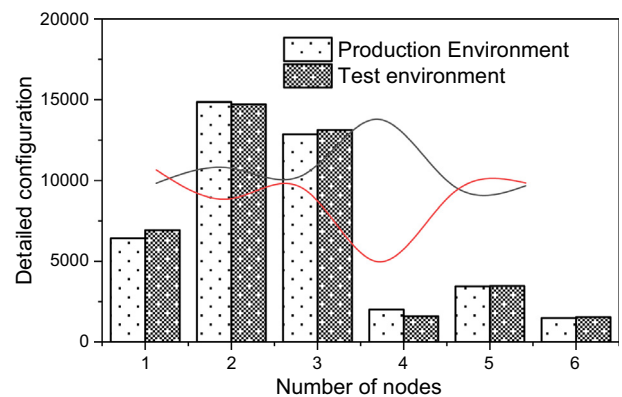 20000
Production Environment
Test environment
15000
10000
5000
0
Detailed configuration
1 2 3 4 5 6
Number of nodes